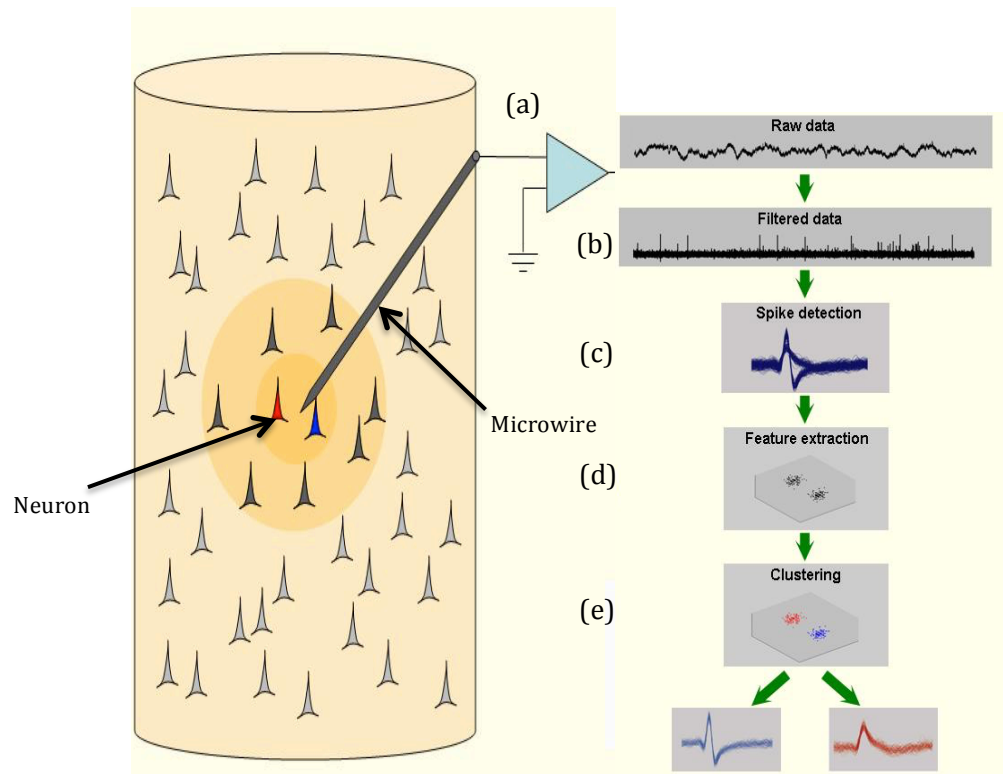 (a)
Raw data
Filtered data
(b)
Spike detection
(c)
Microwire
Feature extraction
(d)
Neuron
Clustering
(e)